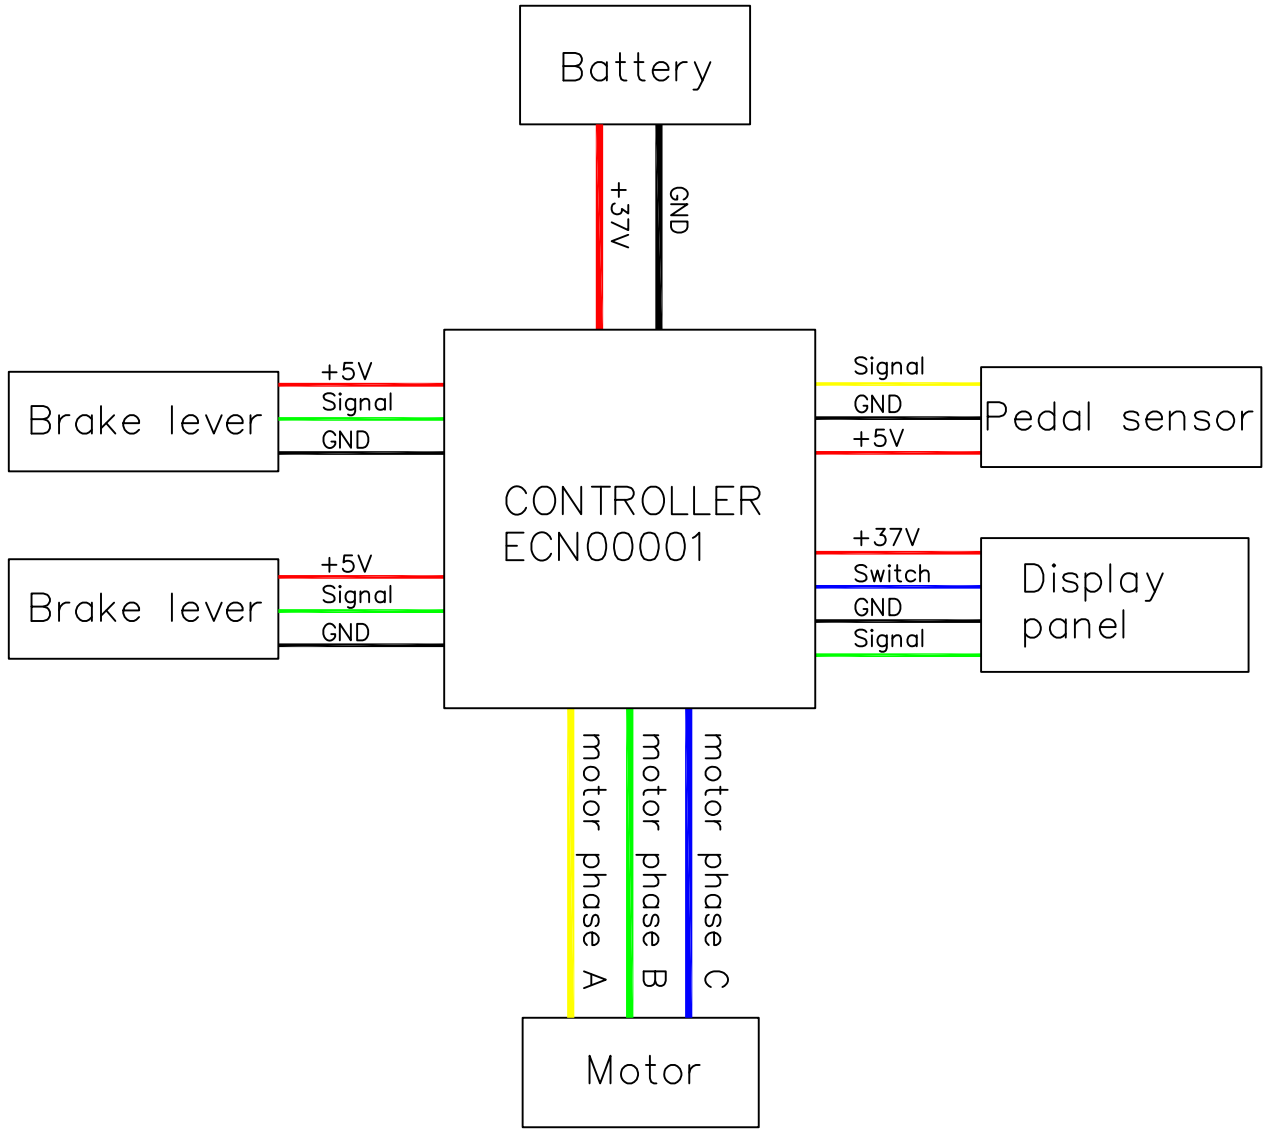 Battery
+37V
GND
+5V
Signal
GND
Brake lever
Signal
GND
+5V
Pedal sensor
CONTROLLER
ECN00001
+5V
Signal
GND
Brake lever
+37V
Switch
GND
Signal
Display
panel
motor phase A
motor phase B
motor phase C
Motor